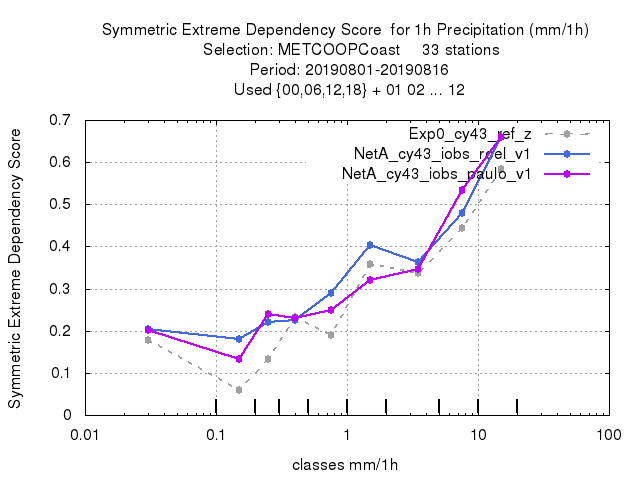 Symmetric Extreme Dependency Score  for 1h Precipitation (mm/1h)
Selection: METCOOPCoast     33 stations
Period: 20190801-20190816
Used {00,06,12,18} + 01 02 ... 12
Exp0_cy43_ref_z
NetA_cy43_iobs_roel_v1
NetA_cy43_iobs_paulo_v1
Symmetric Extreme Dependency Score
0.7
0.6
0.5
0.4
0.3
0.2
0.1
0
0.01
0.1
1
10
100
classes mm/1h